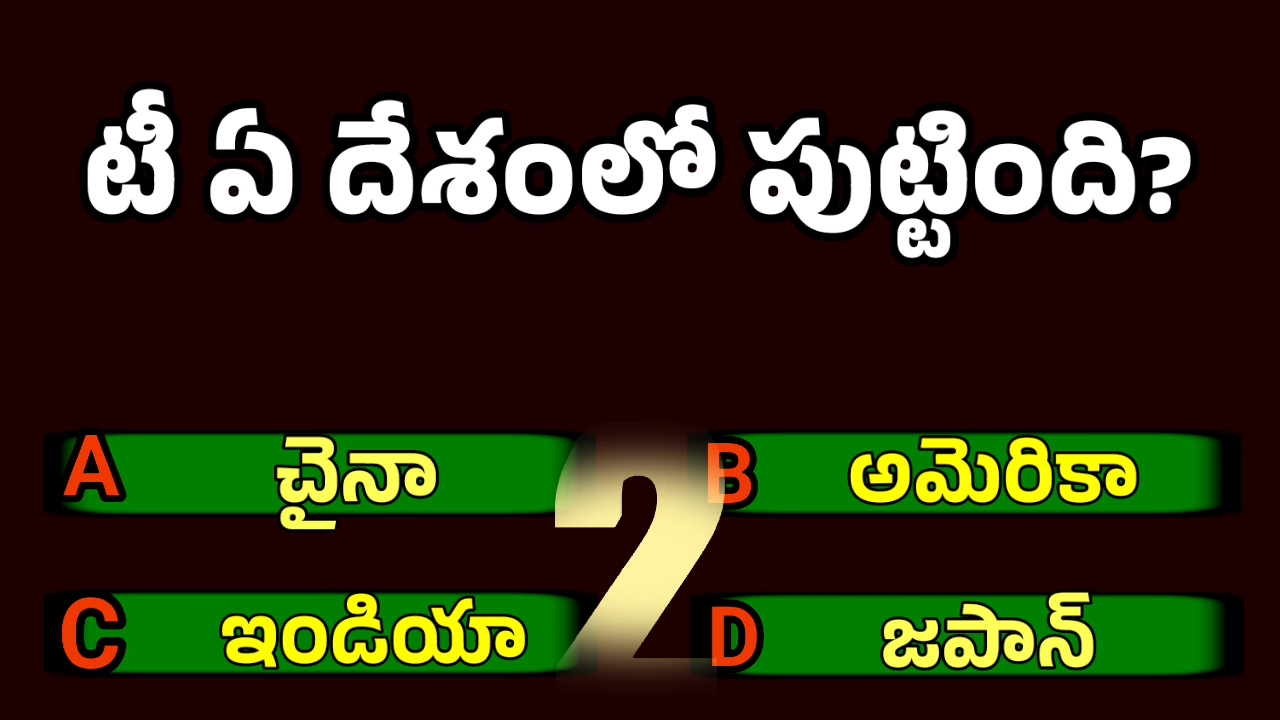 టీ ఏ దేశంలో పుట్టింది?
A చైనా
B అమెరికా
2
C ఇండియా
D జపాన్